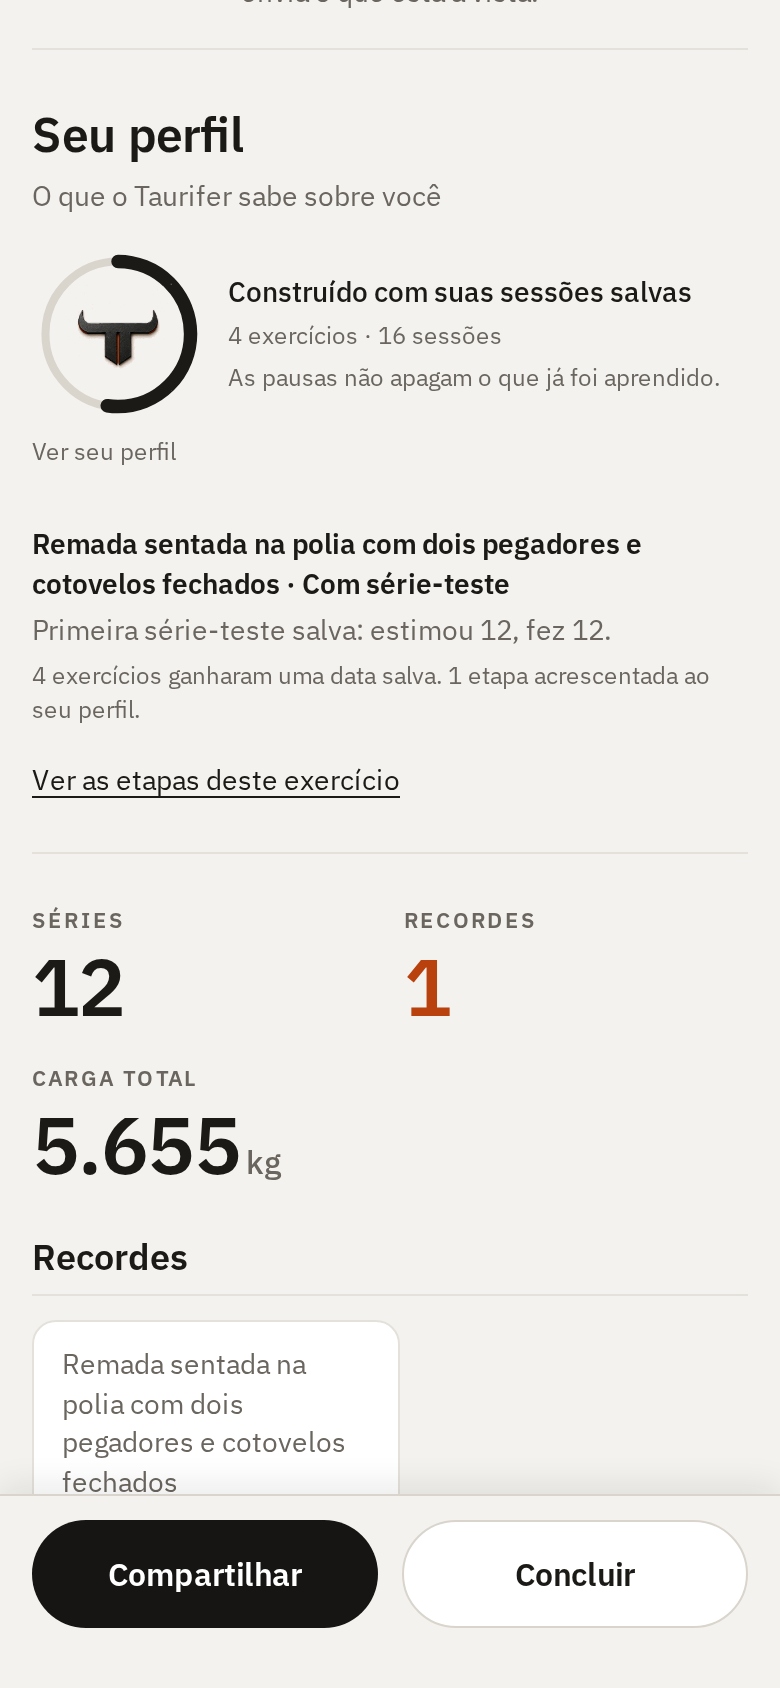 Seu perfil
O que o Taurifer sabe sobre você
Construído com suas sessões salvas
4 exercícios · 16 sessões
As pausas não apagam o que já foi aprendido.
Ver seu perfil
Remada sentada na polia com dois pegadores e
cotovelos fechados · Com série-teste
Primeira série-teste salva: estimou 12, fez 12.
4 exercícios ganharam uma data salva. 1 etapa acrescentada ao
seu perfil.
Ver as etapas deste exercício
SÉRIES
12
RECORDES
1
CARGA TOTAL
5.655 kg
Recordes
Remada sentada na
polia com dois
pegadores e cotovelos
fechados
Compartilhar
Concluir